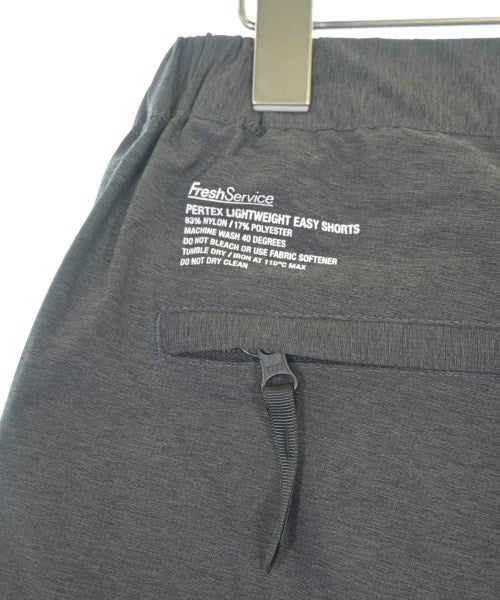 FreshService
PERTEX LIGHTWEIGHT EASY SHORTS
83% NYLON / 17% POLYESTER
MACHINE WASH 40 DEGREES
DO NOT BLEACH OR USE FABRIC SOFTENER
TUMBLE DRY / IRON AT 110°C MAX
DO NOT DRY CLEAN